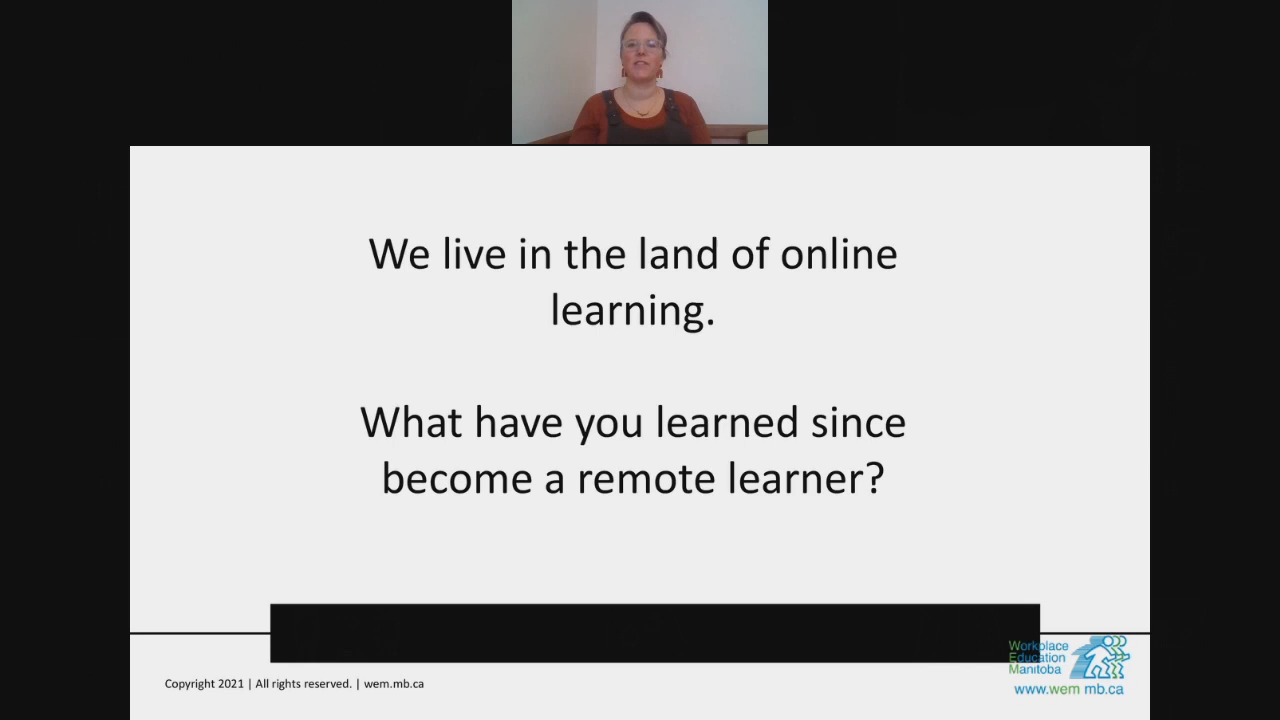 We live in the land of online
learning.
What have you learned since
become a remote learner?
Workplace
Education
Manitoba
www.wem mb.ca
Copyright 2021 | All rights reserved. | wem.mb.ca